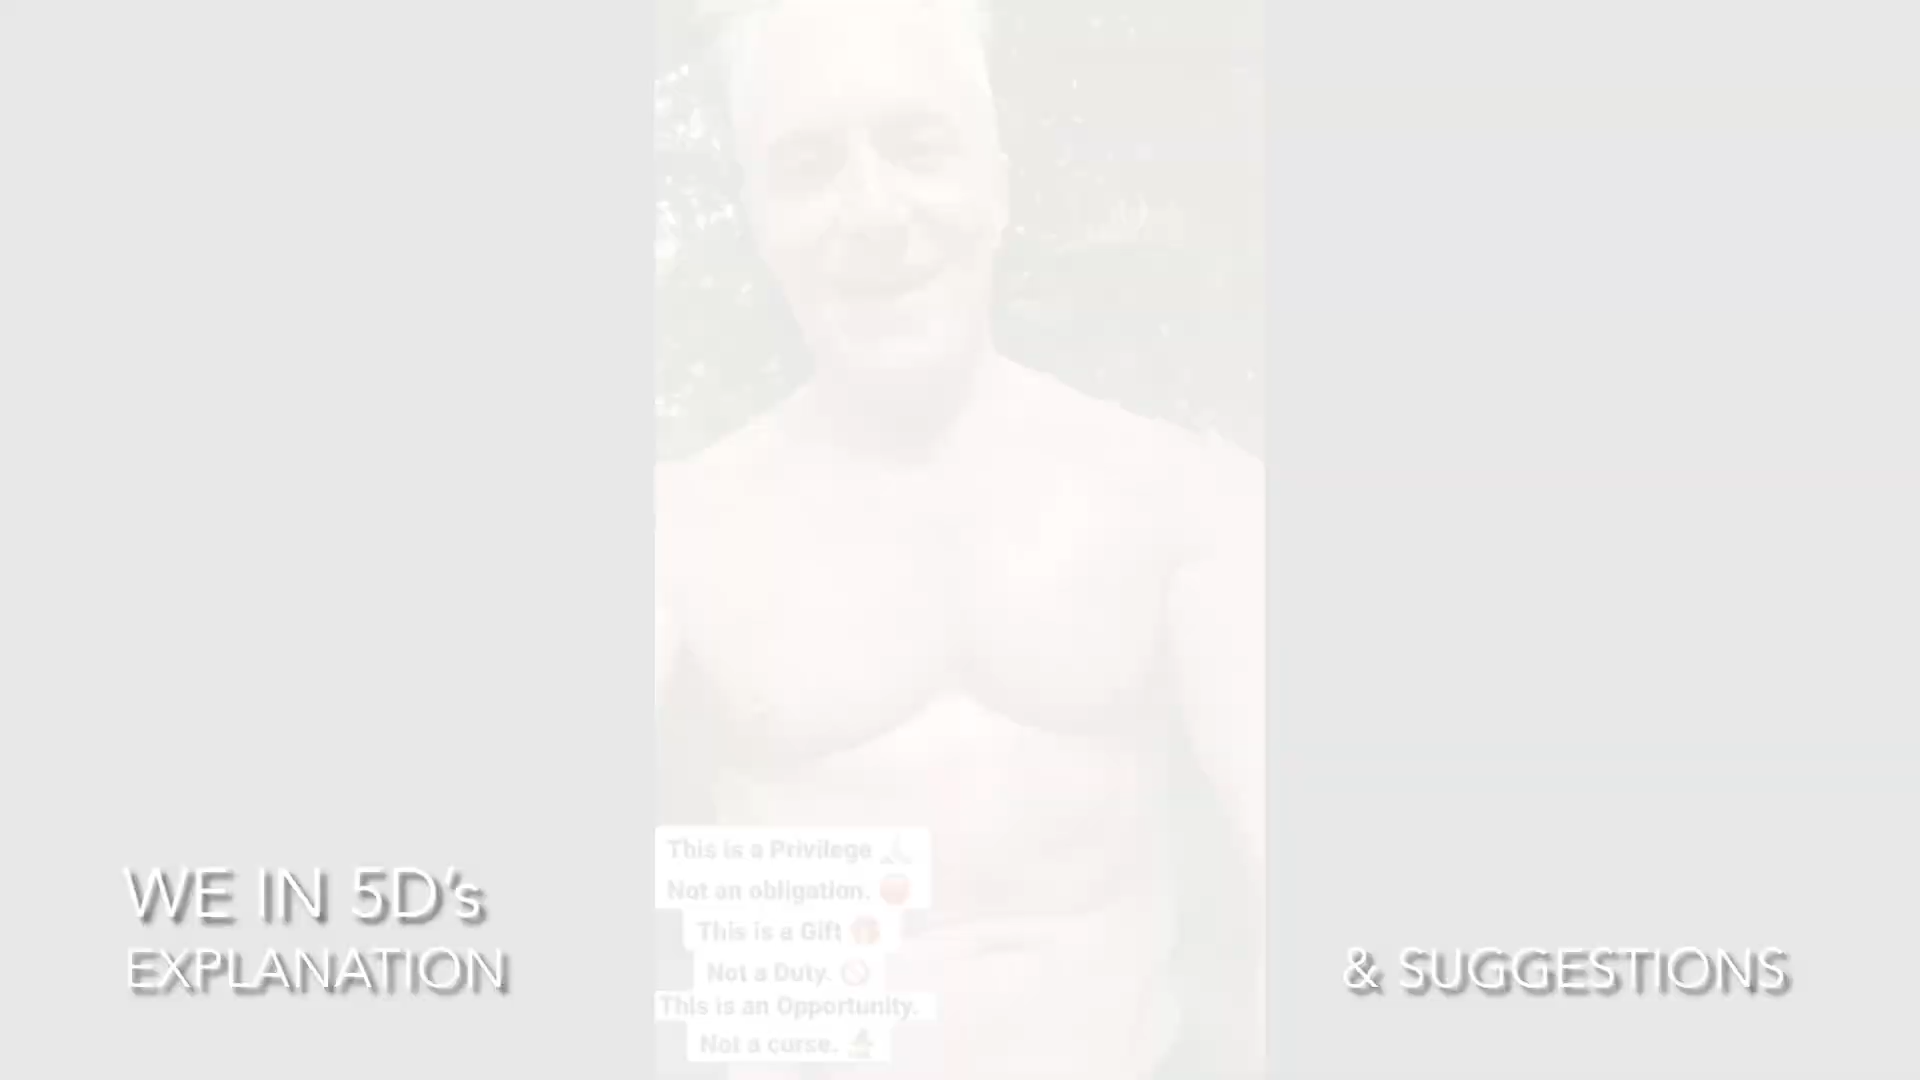 This is a Privilege
Not an obligation.
This is a Gift
Not a Duty.
This is an Opportunity.
Not a curse.
WE IN 5D's
EXPLANATION
& SUGGESTIONS